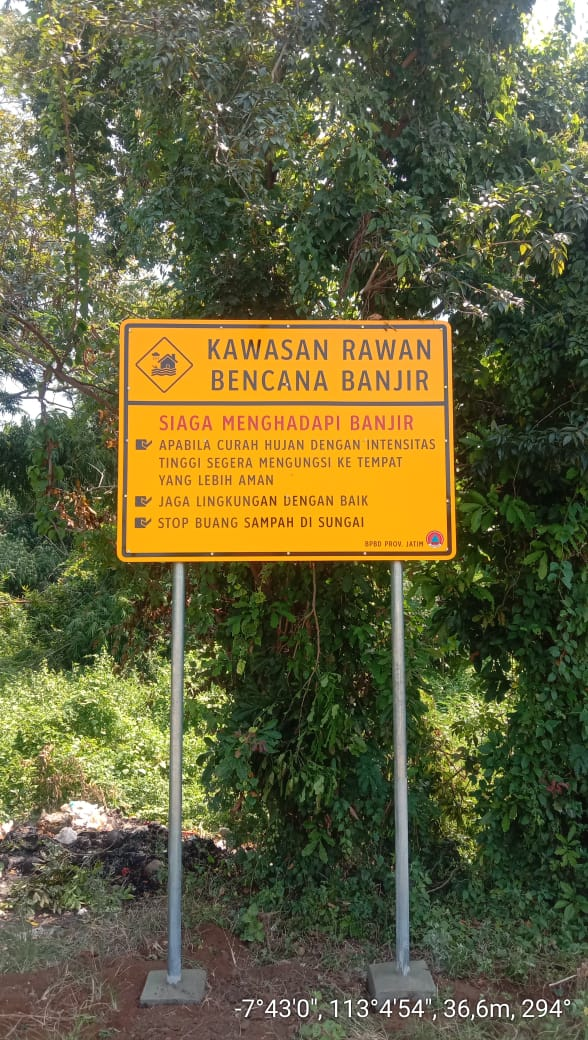 KAWASAN RAWAN
BENCANA BANJIR
SIAGA MENGHADAPI BANJIR
APABILA CURAH HUJAN DENGAN INTENSITAS
TINGGI SEGERA MENGUNGSI KE TEMPAT
YANG LEBIH AMAN
JAGA LINGKUNGAN DENGAN BAIK
STOP BUANG SAMPAH DI SUNGAI
BPBD PROV. JATIM
-7°43'0", 113°4'54", 36,6m, 294°